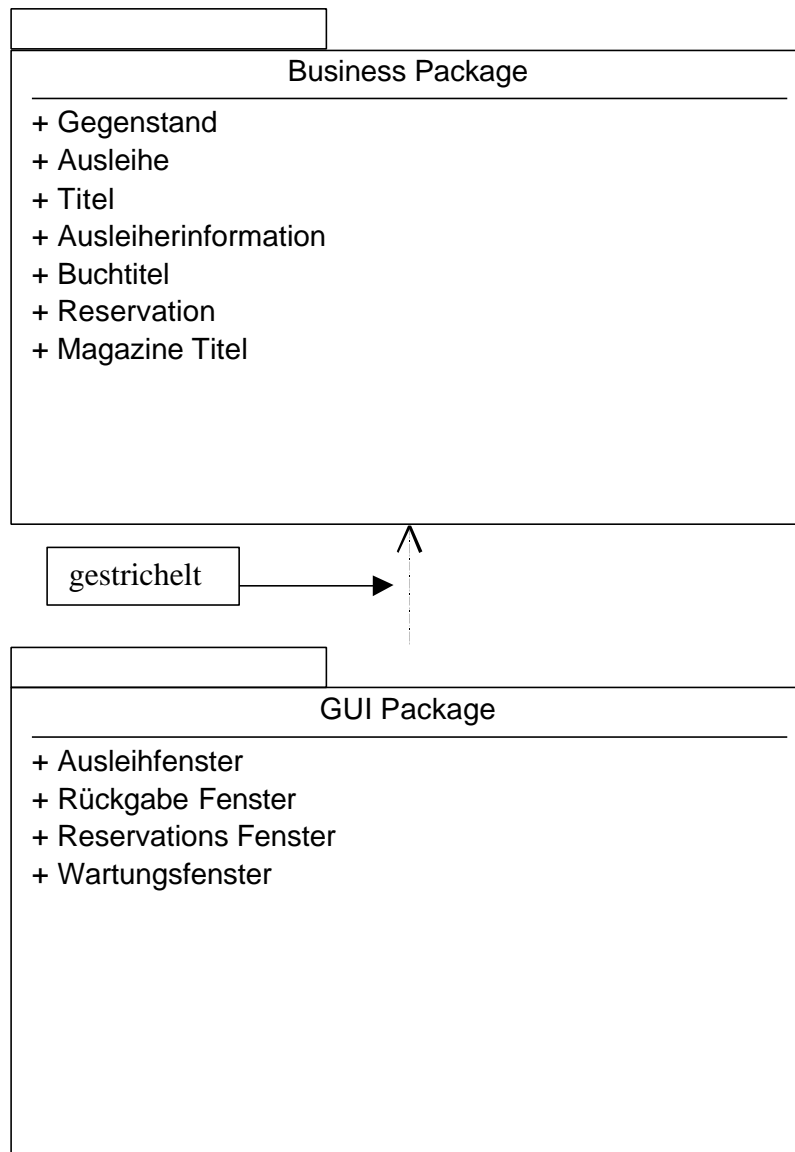 Business Package
+ Gegenstand
+ Ausleihe
+ Titel
+ Ausleiherinformation
+ Buchtitel
+ Reservation
+ Magazine Titel
gestrichelt
GUI Package
+ Ausleihfenster
+ Rückgabe Fenster
+ Reservations Fenster
+ Wartungsfenster